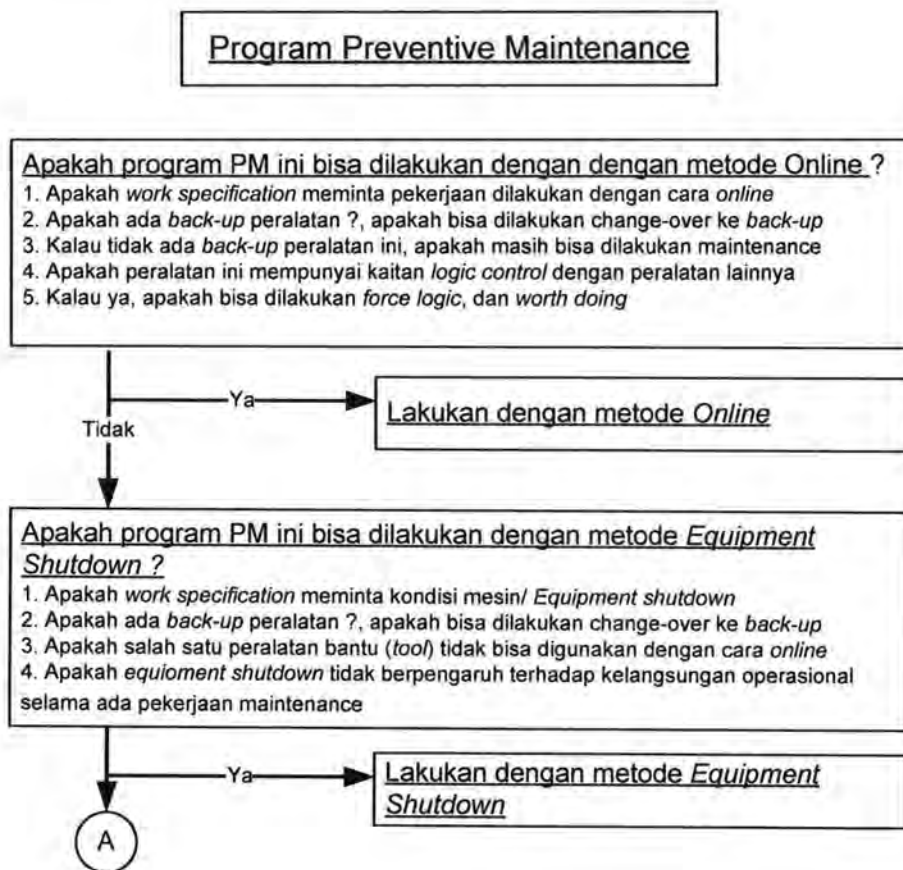 Program Preventive Maintenance
Apakah program PM ini bisa dilakukan dengan dengan metode Online ?
1. Apakah work specification meminta pekerjaan dilakukan dengan cara online
2. Apakah ada back-up peralatan ?, apakah bisa dilakukan change-over ke back-up
3. Kalau tidak ada back-up peralatan ini, apakah masih bisa dilakukan maintenance
4. Apakah peralatan ini mempunyai kaitan logic control dengan peralatan lainnya
5. Kalau ya, apakah bisa dilakukan force logic, dan worth doing
Ya
Lakukan dengan metode Online
Tidak
Apakah program PM ini bisa dilakukan dengan metode Equipment
Shutdown ?
1. Apakah work specification meminta kondisi mesin/ Equipment shutdown
2. Apakah ada back-up peralatan ?, apakah bisa dilakukan change-over ke back-up
3. Apakah salah satu peralatan bantu (tool) tidak bisa digunakan dengan cara online
4. Apakah equioment shutdown tidak berpengaruh terhadap kelangsungan operasional
selama ada pekerjaan maintenance
Ya
Lakukan dengan metode Equipment
Shutdown
A